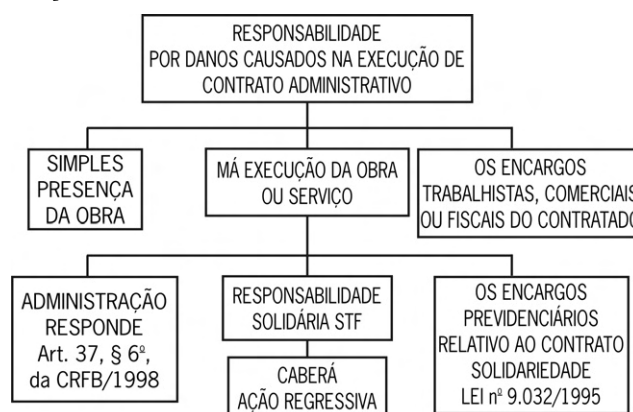 RESPONSABILIDADE
POR DANOS CAUSADOS NA EXECUÇÃO DE
CONTRATO ADMINISTRATIVO
SIMPLES
PRESENÇA
DA OBRA
MÁ EXECUÇÃO DA OBRA
OU SERVIÇO
OS ENCARGOS
TRABALHISTAS, COMERCIAIS
OU FISCAIS DO CONTRATADO
ADMINISTRAÇÃO
RESPONDE
Art. 37, § 6º,
da CRFB/1998
RESPONSABILIDADE
SOLIDÁRIA STF
CABERÁ
AÇÃO REGRESSIVA
OS ENCARGOS
PREVIDENCIÁRIOS
RELATIVO AO CONTRATO
SOLIDARIEDADE
LEI nº 9.032/1995